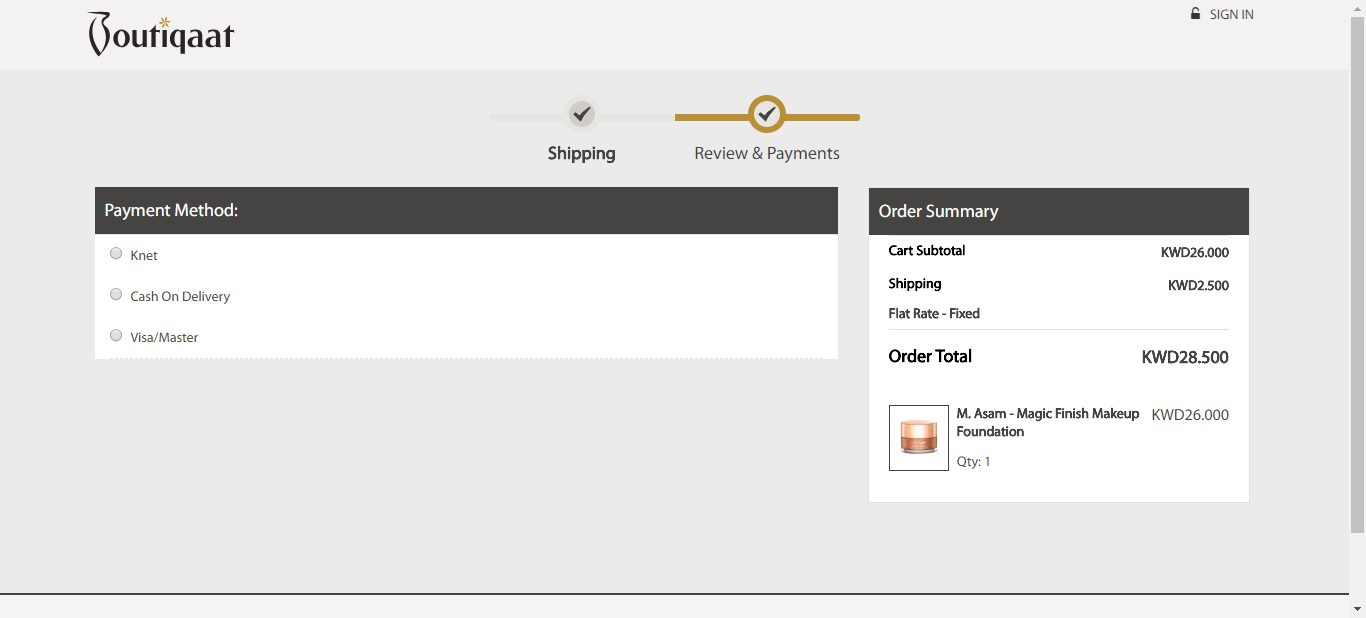 Boutiqaat
SIGN IN
Shipping
Review & Payments
Payment Method:
Knet
Cash On Delivery
Visa/Master
Order Summary
Cart Subtotal KWD26.000
Shipping KWD2.500
Flat Rate - Fixed
Order Total KWD28.500
M. Asam - Magic Finish Makeup KWD26.000
Foundation
Qty: 1